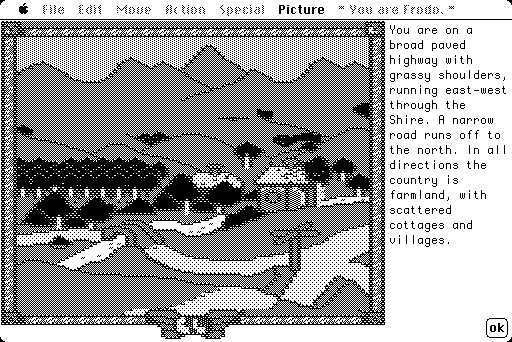 File Edit Move Action Special Picture * You are Frodo. *
You are on a
broad paved
highway with
grassy shoulders,
running east-west
through the
Shire. A narrow
road runs off to
the north. In all
directions the
country is
farmland, with
scattered
cottages and
villages.
ok